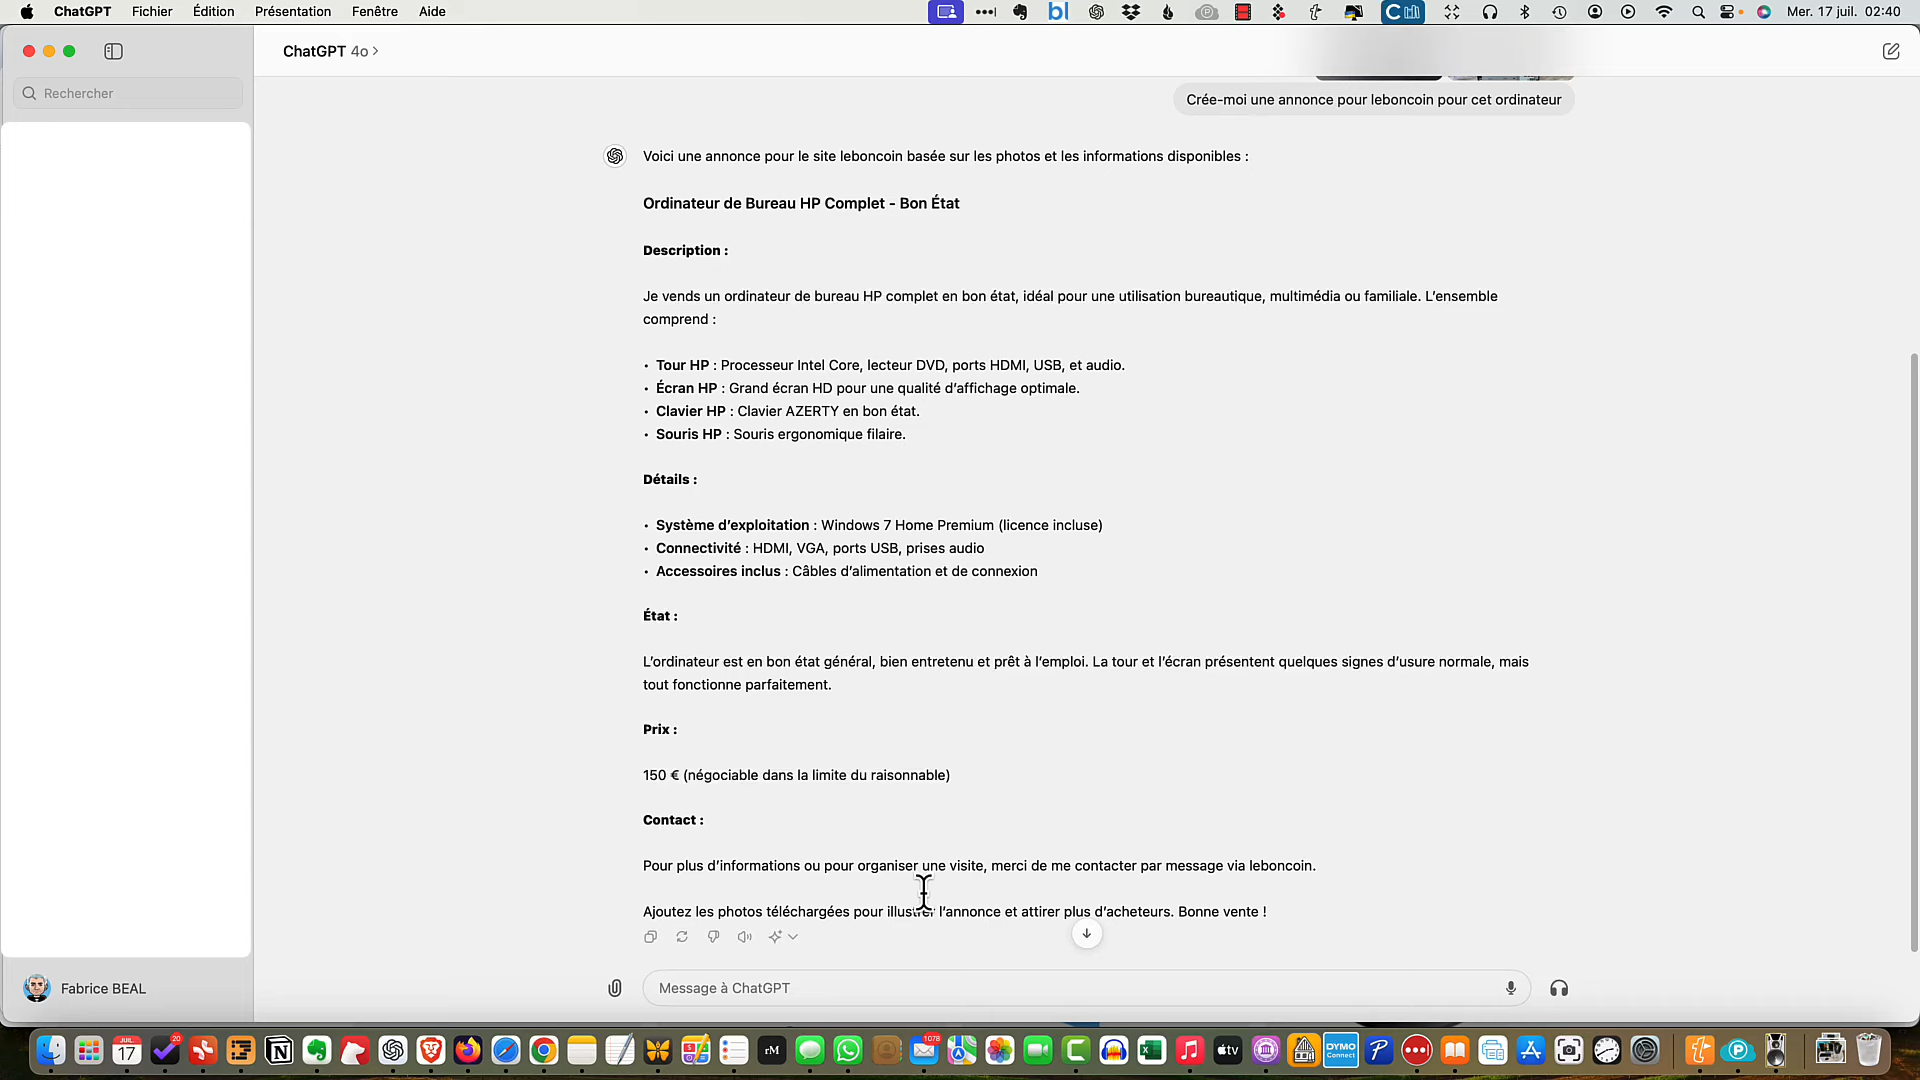 ChatGPT Fichier Édition Présentation Fenêtre Aide Mer. 17 juil. 02:40
ChatGPT 4o >
Rechercher
Crée-moi une annonce pour leboncoin pour cet ordinateur
Voici une annonce pour le site leboncoin basée sur les photos et les informations disponibles :
Ordinateur de Bureau HP Complet - Bon État
Description :
Je vends un ordinateur de bureau HP complet en bon état, idéal pour une utilisation bureautique, multimédia ou familiale. L'ensemble
comprend :
• Tour HP : Processeur Intel Core, lecteur DVD, ports HDMI, USB, et audio.
• Écran HP : Grand écran HD pour une qualité d'affichage optimale.
• Clavier HP : Clavier AZERTY en bon état.
• Souris HP : Souris ergonomique filaire.
Détails :
• Système d'exploitation : Windows 7 Home Premium (licence incluse)
• Connectivité : HDMI, VGA, ports USB, prises audio
• Accessoires inclus : Câbles d'alimentation et de connexion
État :
L'ordinateur est en bon état général, bien entretenu et prêt à l'emploi. La tour et l'écran présentent quelques signes d'usure normale, mais
tout fonctionne parfaitement.
Prix :
150 € (négociable dans la limite du raisonnable)
Contact :
Pour plus d'informations ou pour organiser une visite, merci de me contacter par message via leboncoin.
Ajoutez les photos téléchargées pour illustrer l'annonce et attirer plus d'acheteurs. Bonne vente !
Fabrice BEAL
Message à ChatGPT
JUIL. 17 20 rM 1078 tv DYMO Connect